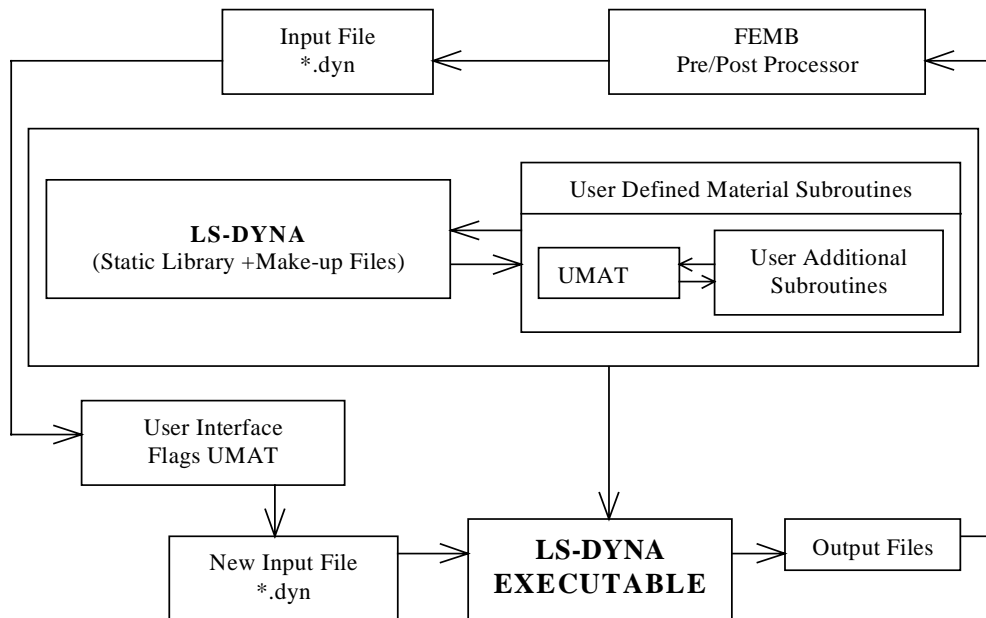 Input File
*.dyn
FEMB
Pre/Post Processor
User Defined Material Subroutines
LS-DYNA
(Static Library +Make-up Files)
UMAT
User Additional
Subroutines
User Interface
Flags UMAT
New Input File
*.dyn
LS-DYNA
EXECUTABLE
Output Files